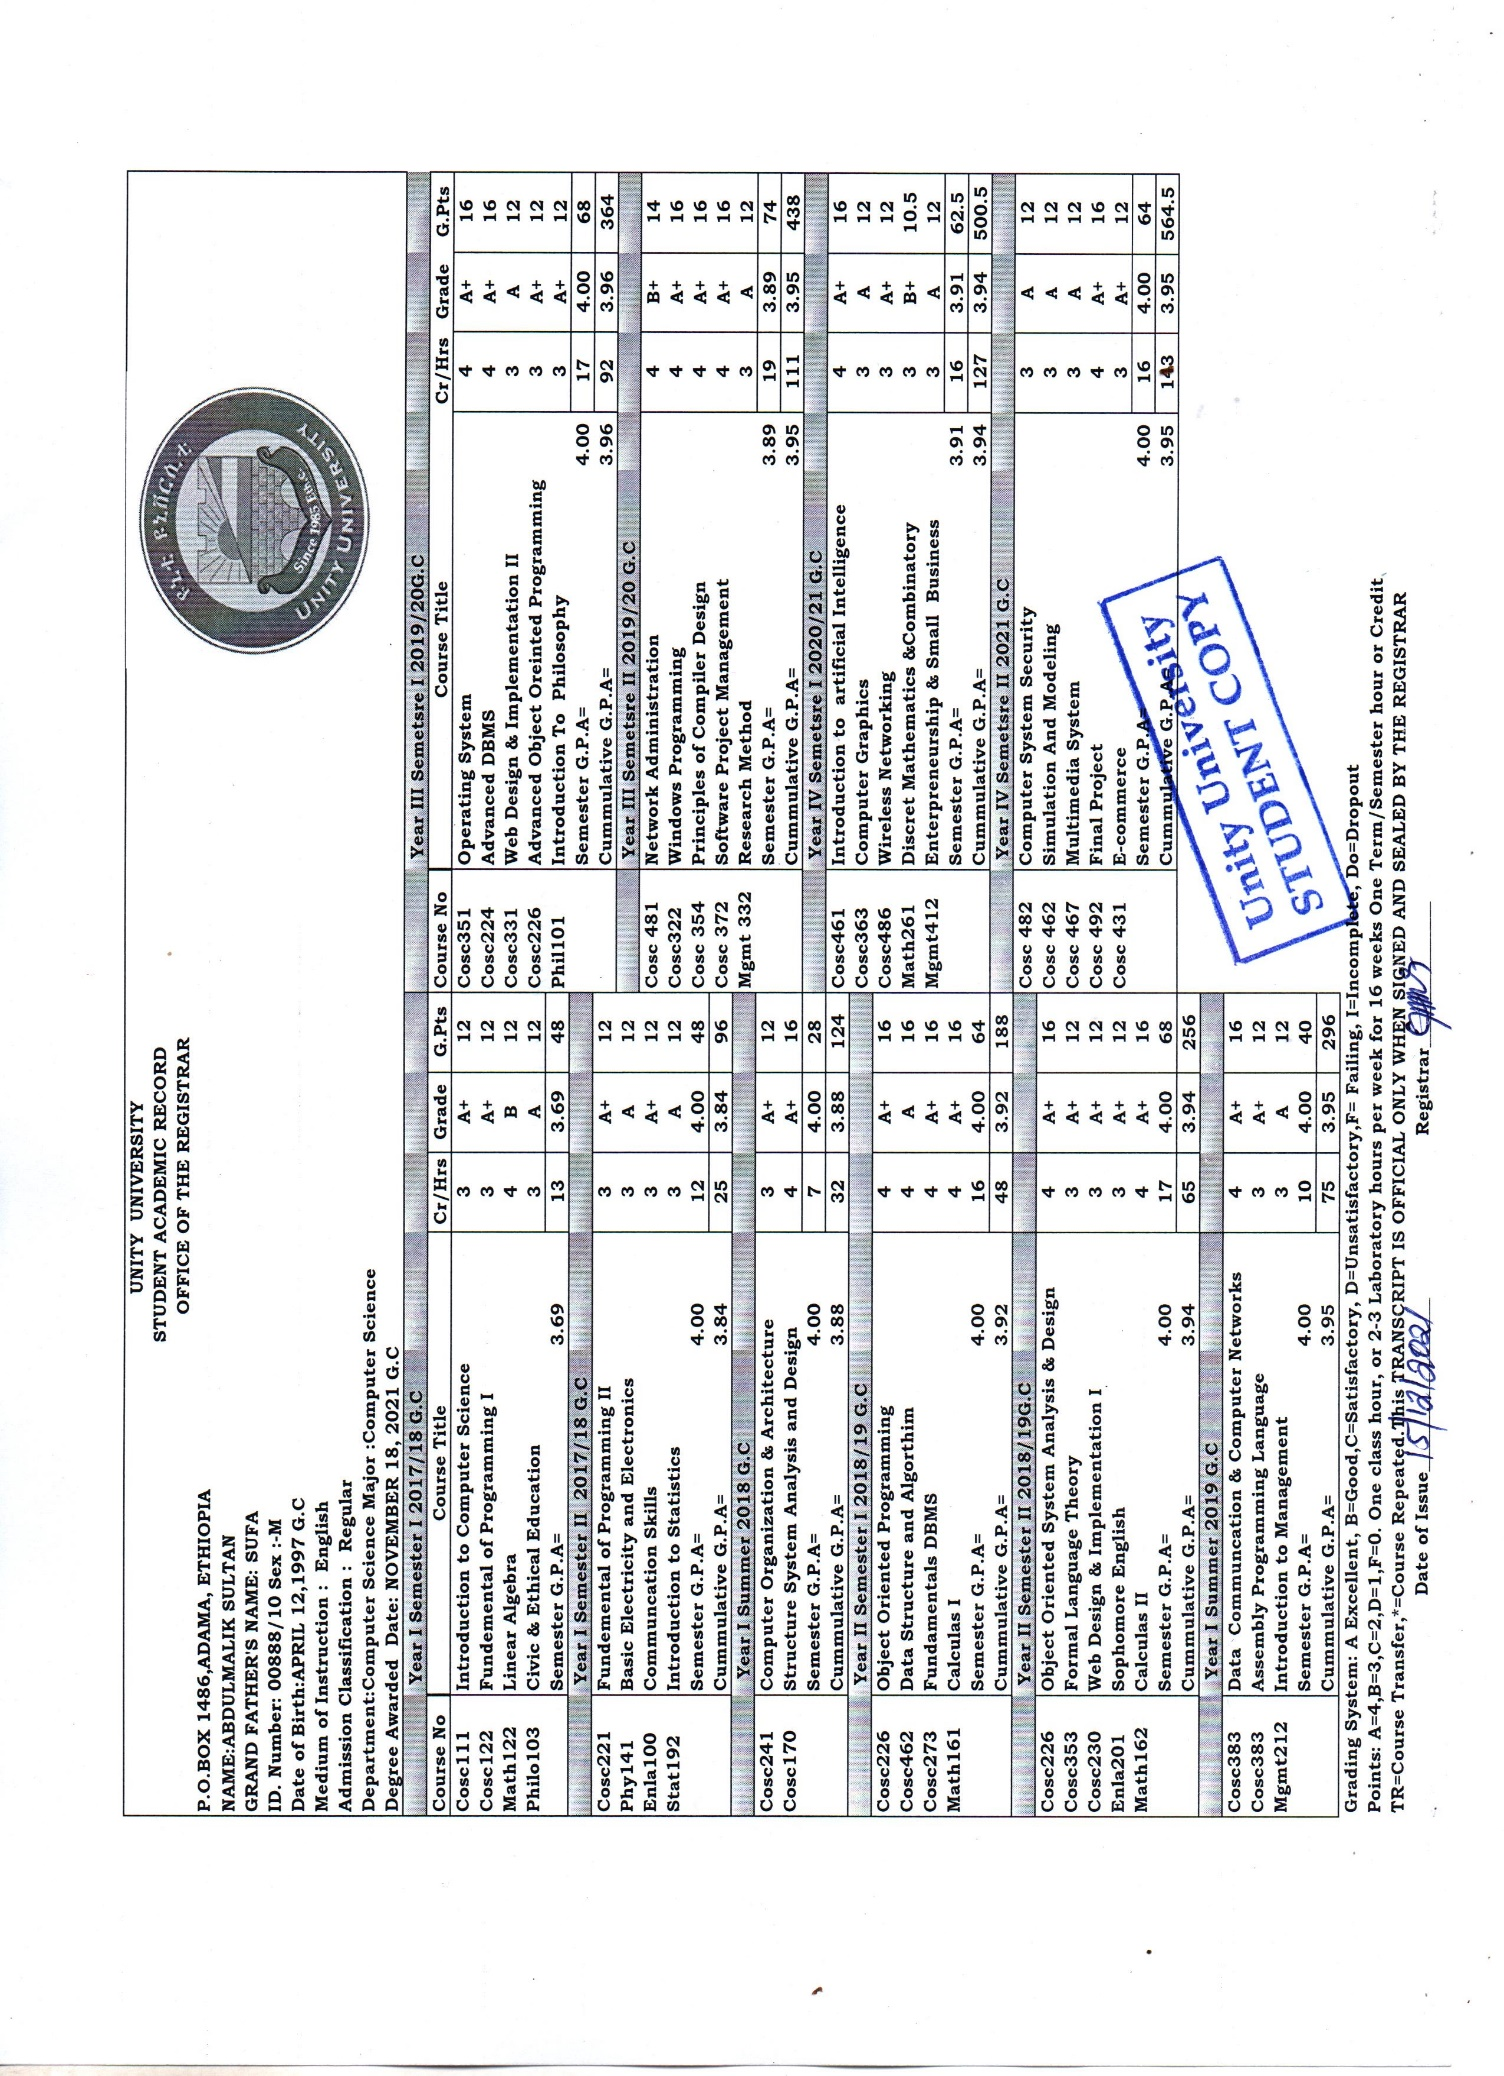 UNITY UNIVERSITY
STUDENT ACADEMIC RECORD
OFFICE OF THE REGISTRAR
ዩኒቲ ዩኒቨርሲቲ
Since 1985 Eth.C.
UNITY UNIVERSITY
P.O.BOX 1486,ADAMA, ETHIOPIA
NAME:ABDULMALIK SULTAN
GRAND FATHER'S NAME: SUFA
ID. Number: 00888/10 Sex :-M
Date of Birth:APRIL 12,1997 G.C
Medium of Instruction : English
Admission Classification : Regular
Department:Computer Science Major :Computer Science
Degree Awarded Date: NOVEMBER 18, 2021 G.C
Year I Semester I 2017/18 G.C
Course No Course Title Cr/Hrs Grade G.Pts
Cosc111 Introduction to Computer Science 3 A+ 12
Cosc122 Fundemental of Programming I 3 A+ 12
Math122 Linear Algebra 4 B 12
Philo103 Civic & Ethical Education 3 A 12
Semester G.P.A= 3.69 13 3.69 48
Year I Semester II 2017/18 G.C
Cosc221 Fundemental of Programming II 3 A+ 12
Phy141 Basic Electricity and Electronics 3 A 12
Enla100 Communcation Skills 3 A+ 12
Stat192 Introduction to Statistics 3 A 12
Semester G.P.A= 4.00 12 4.00 48
Cummulative G.P.A= 3.84 25 3.84 96
Year I Summer 2018 G.C
Cosc241 Computer Organization & Architecture 3 A+ 12
Cosc170 Structure System Analysis and Design 4 A+ 16
Semester G.P.A= 4.00 7 4.00 28
Cummulative G.P.A= 3.88 32 3.88 124
Year II Semester I 2018/19 G.C
Cosc226 Object Oriented Programming 4 A+ 16
Cosc462 Data Structure and Algorthim 4 A 16
Cosc273 Fundamentals DBMS 4 A+ 16
Math161 Calculas I 4 A+ 16
Semester G.P.A= 4.00 16 4.00 64
Cummulative G.P.A= 3.92 48 3.92 188
Year II Semester II 2018/19G.C
Cosc226 Object Oriented System Analysis & Design 4 A+ 16
Cosc353 Formal Language Theory 3 A+ 12
Cosc230 Web Design & Implementation I 3 A+ 12
Enla201 Sophomore English 3 A+ 12
Math162 Calculas II 4 A+ 16
Semester G.P.A= 4.00 17 4.00 68
Cummulative G.P.A= 3.94 65 3.94 256
Year I Summer 2019 G.C
Cosc383 Data Communcation & Computer Networks 4 A+ 16
Cosc383 Assembly Programing Language 3 A+ 12
Mgmt212 Introduction to Management 3 A 12
Semester G.P.A= 4.00 10 4.00 40
Cummulative G.P.A= 3.95 75 3.95 296
Year III Semetsre I 2019/20G.C
Course No Course Title Cr/Hrs Grade G.Pts
Cosc351 Operating System 4 A+ 16
Cosc224 Advanced DBMS 4 A+ 16
Cosc331 Web Design & Implementation II 3 A 12
Cosc226 Advanced Object Oreinted Programming 3 A+ 12
Phil101 Introduction To Philosophy 3 A+ 12
Semester G.P.A= 4.00 17 4.00 68
Cummulative G.P.A= 3.96 92 3.96 364
Year III Semetsre II 2019/20 G.C
Cosc 481 Network Administration 4 B+ 14
Cosc322 Windows Programming 4 A+ 16
Cosc 354 Principles of Compiler Design 4 A+ 16
Cosc 372 Software Project Management 4 A+ 16
Mgmt 332 Research Method 3 A 12
Semester G.P.A= 3.89 19 3.89 74
Cummulative G.P.A= 3.95 111 3.95 438
Year IV Semetsre I 2020/21 G.C
Cosc461 Introduction to artificial Intelligence 4 A+ 16
Cosc363 Computer Graphics 3 A 12
Cosc486 Wireless Networking 3 A+ 12
Math261 Discret Mathematics &Combinatory 3 B+ 10.5
Mgmt412 Enterpreneurship & Small Business 3 A 12
Semester G.P.A= 3.91 16 3.91 62.5
Cummulative G.P.A= 3.94 127 3.94 500.5
Year IV Semetsre II 2021 G.C
Cosc 482 Computer System Security 3 A 12
Cosc 462 Simulation And Modeling 3 A 12
Cosc 467 Multimedia System 3 A 12
Cosc 492 Final Project 4 A+ 16
Cosc 431 E-commerce 3 A+ 12
Semester G.P.A= 4.00 16 4.00 64
Cummulative G.P.A= 3.95 143 3.95 564.5
Unity University
STUDENT COPY
Grading System: A Excellent, B=Good,C=Satisfactory, D=Unsatisfactory,F= Failing, I=Incomplete, Do=Dropout
Points: A=4,B=3,C=2,D=1,F=0. One class hour, or 2-3 Laboratory hours per week for 16 weeks One Term/Semester hour or Credit
TR=Course Transfer,*=Course Repeated.This TRANSCRIPT IS OFFICIAL ONLY WHEN SIGNED AND SEALED BY THE REGISTRAR
Date of Issue 15/12/2021 Registrar